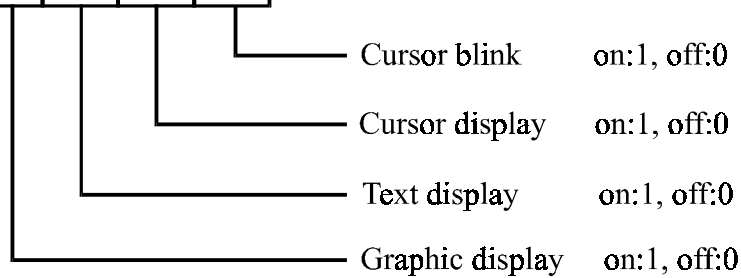 Cursor blink on:1, off:0
Cursor display on:1, off:0
Text display on:1, off:0
Graphic display on:1, off:0